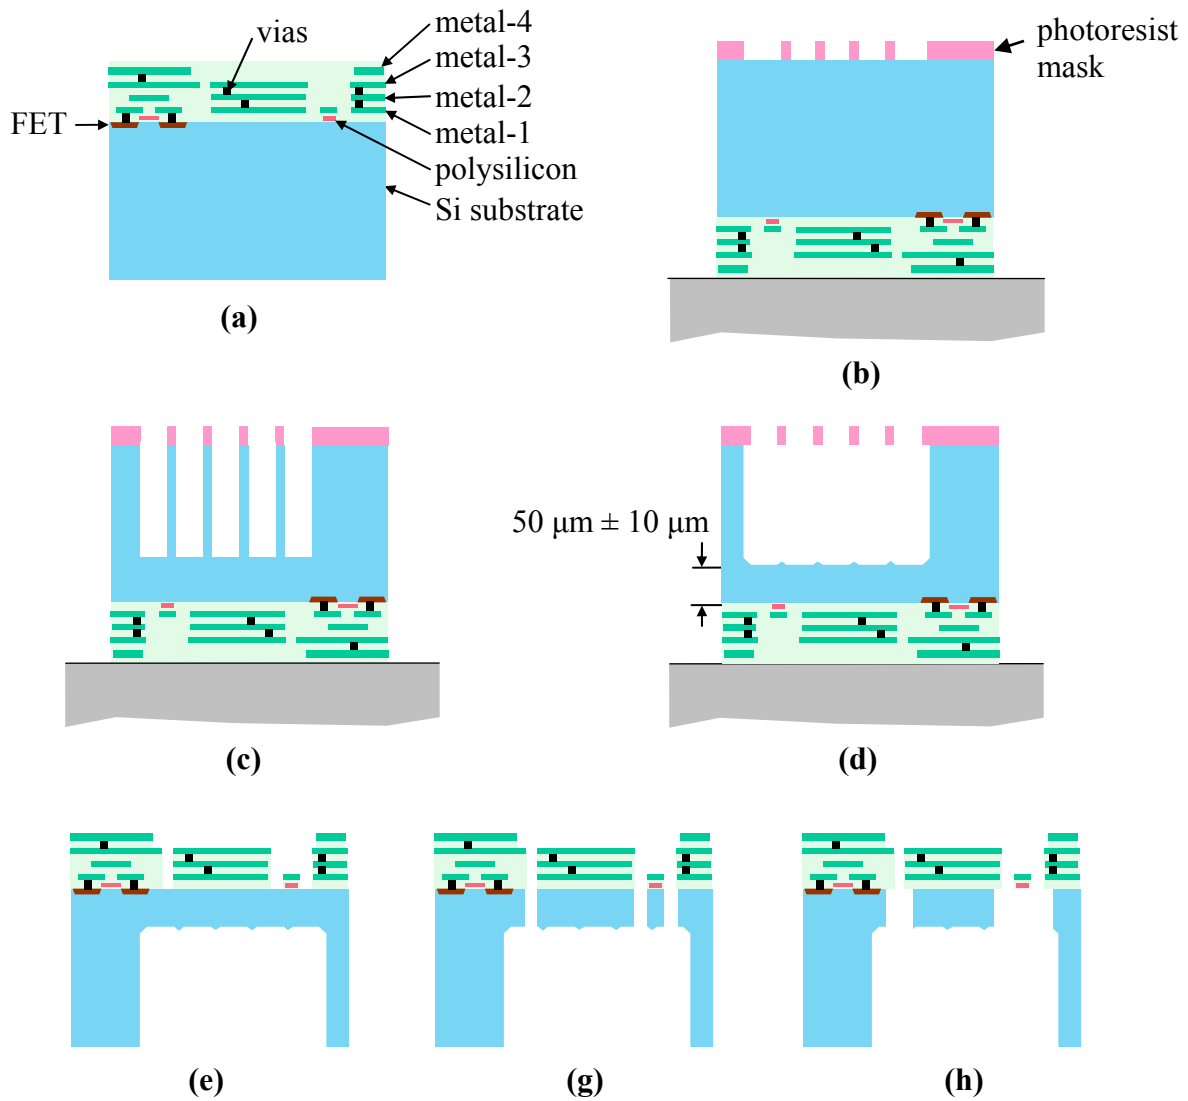 vias
metal-4
metal-3
metal-2
metal-1
polysilicon
Si substrate
FET
(a)
photoresist
mask
(b)
(c)
50 μm ± 10 μm
(d)
(e)
(g)
(h)